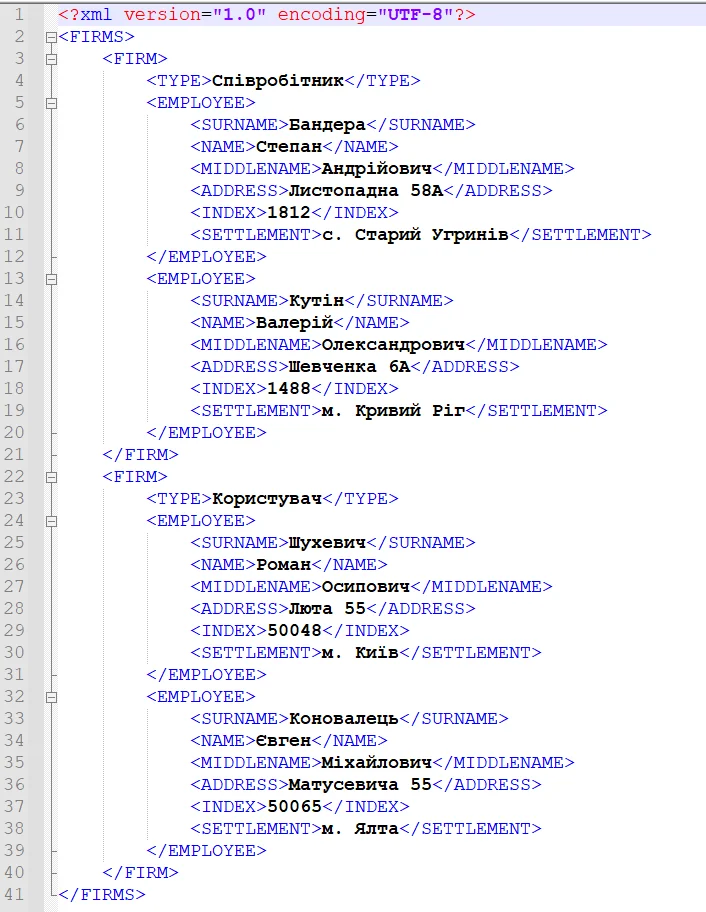 1 <?xml version="1.0" encoding="UTF-8"?>
2 <FIRMS>
3 <FIRM>
4 <TYPE>Співробітник</TYPE>
5 <EMPLOYEE>
6 <SURNAME>Бандера</SURNAME>
7 <NAME>Степан</NAME>
8 <MIDDLENAME>Андрійович</MIDDLENAME>
9 <ADDRESS>Листопадна 58А</ADDRESS>
10 <INDEX>1812</INDEX>
11 <SETTLEMENT>с. Старий Угринів</SETTLEMENT>
12 </EMPLOYEE>
13 <EMPLOYEE>
14 <SURNAME>Кутін</SURNAME>
15 <NAME>Валерій</NAME>
16 <MIDDLENAME>Олександрович</MIDDLENAME>
17 <ADDRESS>Шевченка 6А</ADDRESS>
18 <INDEX>1488</INDEX>
19 <SETTLEMENT>м. Кривий Ріг</SETTLEMENT>
20 </EMPLOYEE>
21 </FIRM>
22 <FIRM>
23 <TYPE>Користувач</TYPE>
24 <EMPLOYEE>
25 <SURNAME>Шухевич</SURNAME>
26 <NAME>Роман</NAME>
27 <MIDDLENAME>Осипович</MIDDLENAME>
28 <ADDRESS>Люта 55</ADDRESS>
29 <INDEX>50048</INDEX>
30 <SETTLEMENT>м. Київ</SETTLEMENT>
31 </EMPLOYEE>
32 <EMPLOYEE>
33 <SURNAME>Коновалець</SURNAME>
34 <NAME>Євген</NAME>
35 <MIDDLENAME>Міхайлович</MIDDLENAME>
36 <ADDRESS>Матусевича 55</ADDRESS>
37 <INDEX>50065</INDEX>
38 <SETTLEMENT>м. Ялта</SETTLEMENT>
39 </EMPLOYEE>
40 </FIRM>
41 </FIRMS>